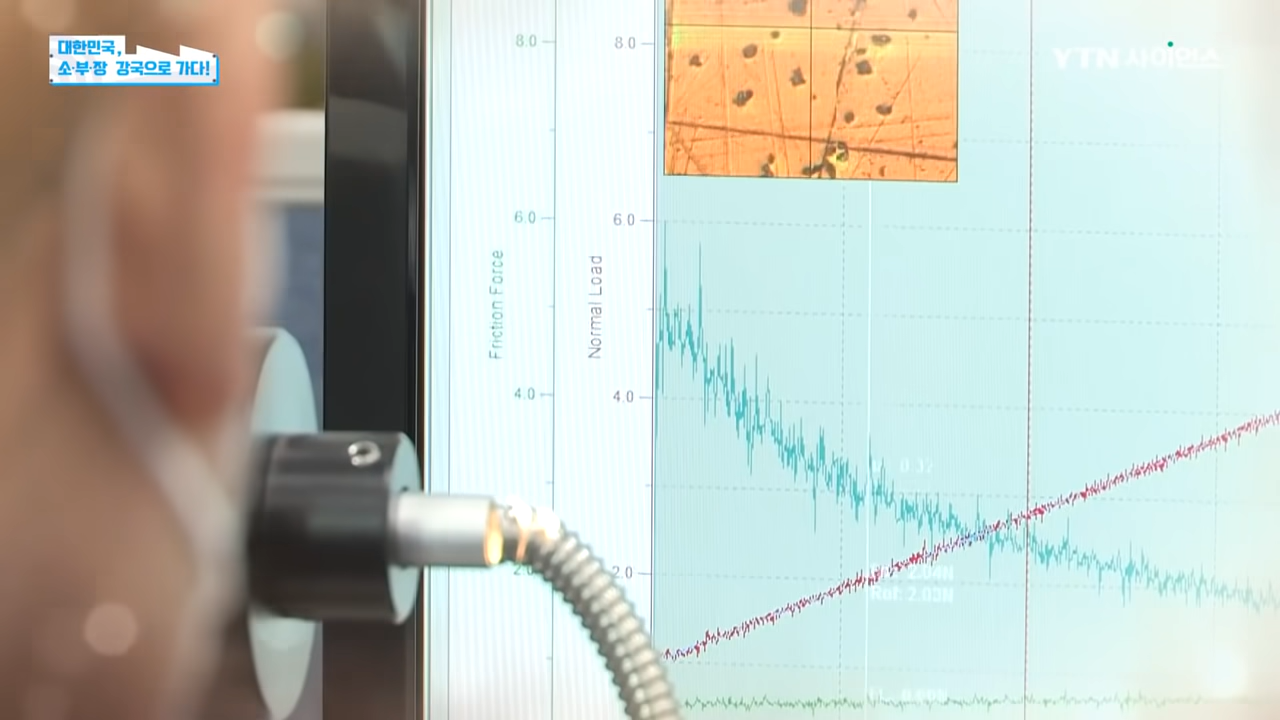 대한민국,
소·부·장 강국으로 가다!
YTN 사이언스
8.0
8.0
6.0
6.0
Friction Force
Normal Load
4.0
4.0
0.32
2.0
Ref: 2.03N